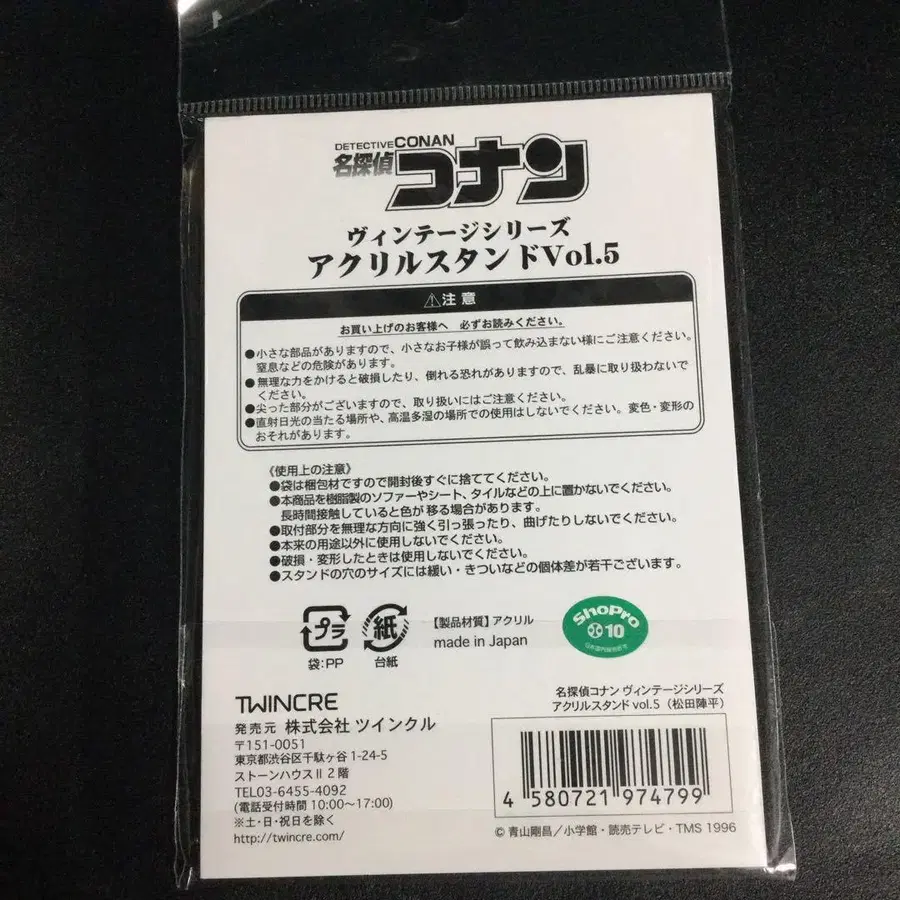 DETECTIVE CONAN
名探偵コナン
ヴィンテージシリーズ
アクリルスタンドVol.5
⚠注意
お買い上げのお客様へ 必ずお読みください。
●小さな部品がありますので、小さなお子様が誤って飲み込まない様にご注意ください。
窒息などの危険があります。
●無理な力をかけると破損したり、倒れる恐れがありますので、乱暴に取り扱わないで
ください。
●尖った部分がございますので、取り扱いにはご注意ください。
●直射日光の当たる場所や、高温多湿の場所での使用はしないでください。変色・変形の
おそれがあります。
《使用上の注意》
●袋は梱包材ですので開封後すぐに捨ててください。
●本商品を樹脂製のソファーやシート、タイルなどの上に置かないでください。
長時間接触していると色が移る場合があります。
●取付部分を無理な方向に強く引っ張ったり、曲げたりしないでください。
●本来の用途以外に使用しないでください。
●破損・変形したときは使用しないでください。
●スタンドの穴のサイズには緩い・きついなどの個体差が若干ございます。
プラ
袋:PP
紙
台紙
【製品材質】アクリル
made in Japan
ShoPro
10
TWINCRE
発売元 株式会社 ツインクル
〒151-0051
東京都渋谷区千駄ヶ谷1-24-5
ストーンハウスⅡ2階
TEL03-6455-4092
(電話受付時間 10:00〜17:00)
※土・日・祝日を除く
http://twincre.com/
名探偵コナン ヴィンテージシリーズ
アクリルスタンド vol.5（松田陣平）
4 580721 974799
© 青山剛昌／小学館・読売テレビ・TMS 1996